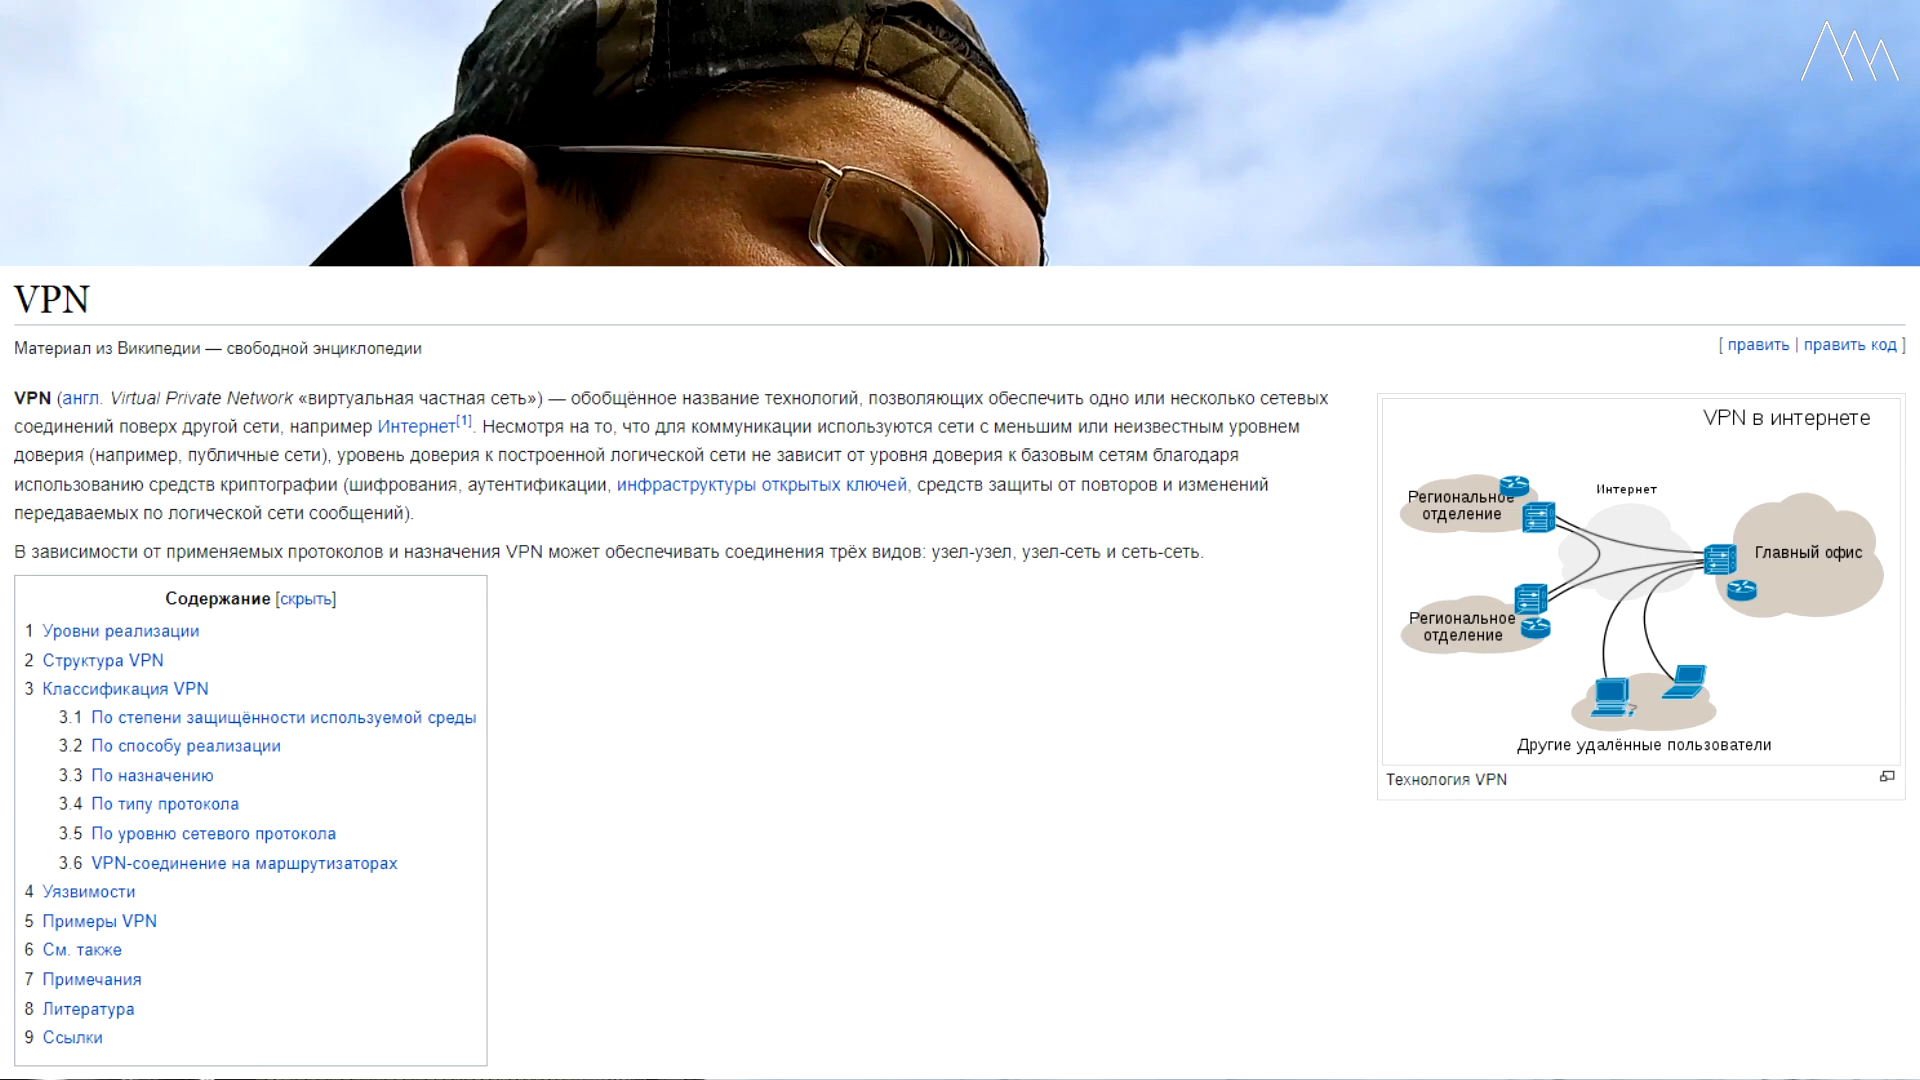 VPN
Материал из Википедии — свободной энциклопедии
[ править | править код ]
VPN (англ. Virtual Private Network «виртуальная частная сеть») — обобщённое название технологий, позволяющих обеспечить одно или несколько сетевых
соединений поверх другой сети, например Интернет[1]. Несмотря на то, что для коммуникации используются сети с меньшим или неизвестным уровнем
доверия (например, публичные сети), уровень доверия к построенной логической сети не зависит от уровня доверия к базовым сетям благодаря
использованию средств криптографии (шифрования, аутентификации, инфраструктуры открытых ключей, средств защиты от повторов и изменений
передаваемых по логической сети сообщений).
В зависимости от применяемых протоколов и назначения VPN может обеспечивать соединения трёх видов: узел-узел, узел-сеть и сеть-сеть.
Содержание [скрыть]
1 Уровни реализации
2 Структура VPN
3 Классификация VPN
3.1 По степени защищённости используемой среды
3.2 По способу реализации
3.3 По назначению
3.4 По типу протокола
3.5 По уровню сетевого протокола
3.6 VPN-соединение на маршрутизаторах
4 Уязвимости
5 Примеры VPN
6 См. также
7 Примечания
8 Литература
9 Ссылки
VPN в интернете
Региональное
отделение
Интернет
Главный офис
Региональное
отделение
Другие удалённые пользователи
Технология VPN